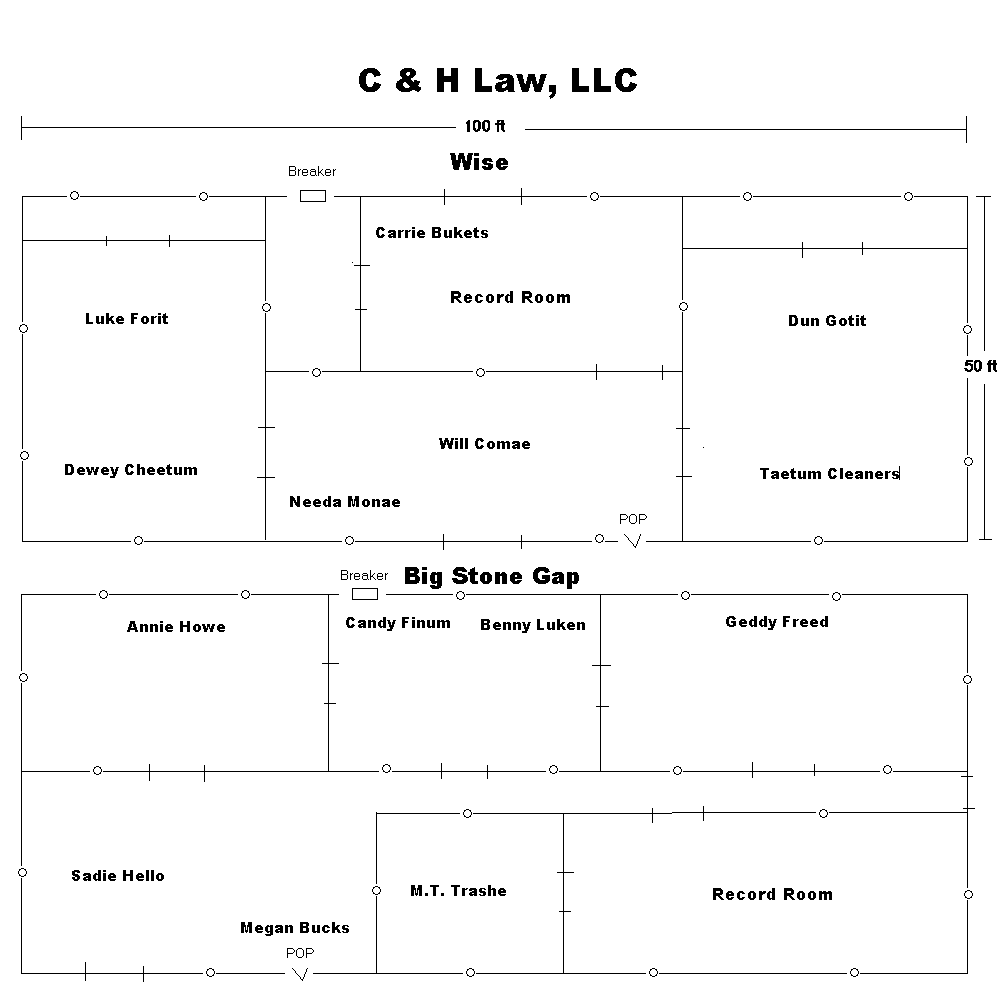 C & H Law, LLC
100 ft
Wise
Breaker
Carrie Bukets
Record Room
Luke Forit
Dun Gotit
50 ft
Will Comae
Dewey Cheetum
Taetum Cleaners
Needa Monae
POP
Breaker
Big Stone Gap
Annie Howe
Candy Finum
Benny Luken
Geddy Freed
Sadie Hello
M.T. Trashe
Record Room
Megan Bucks
POP